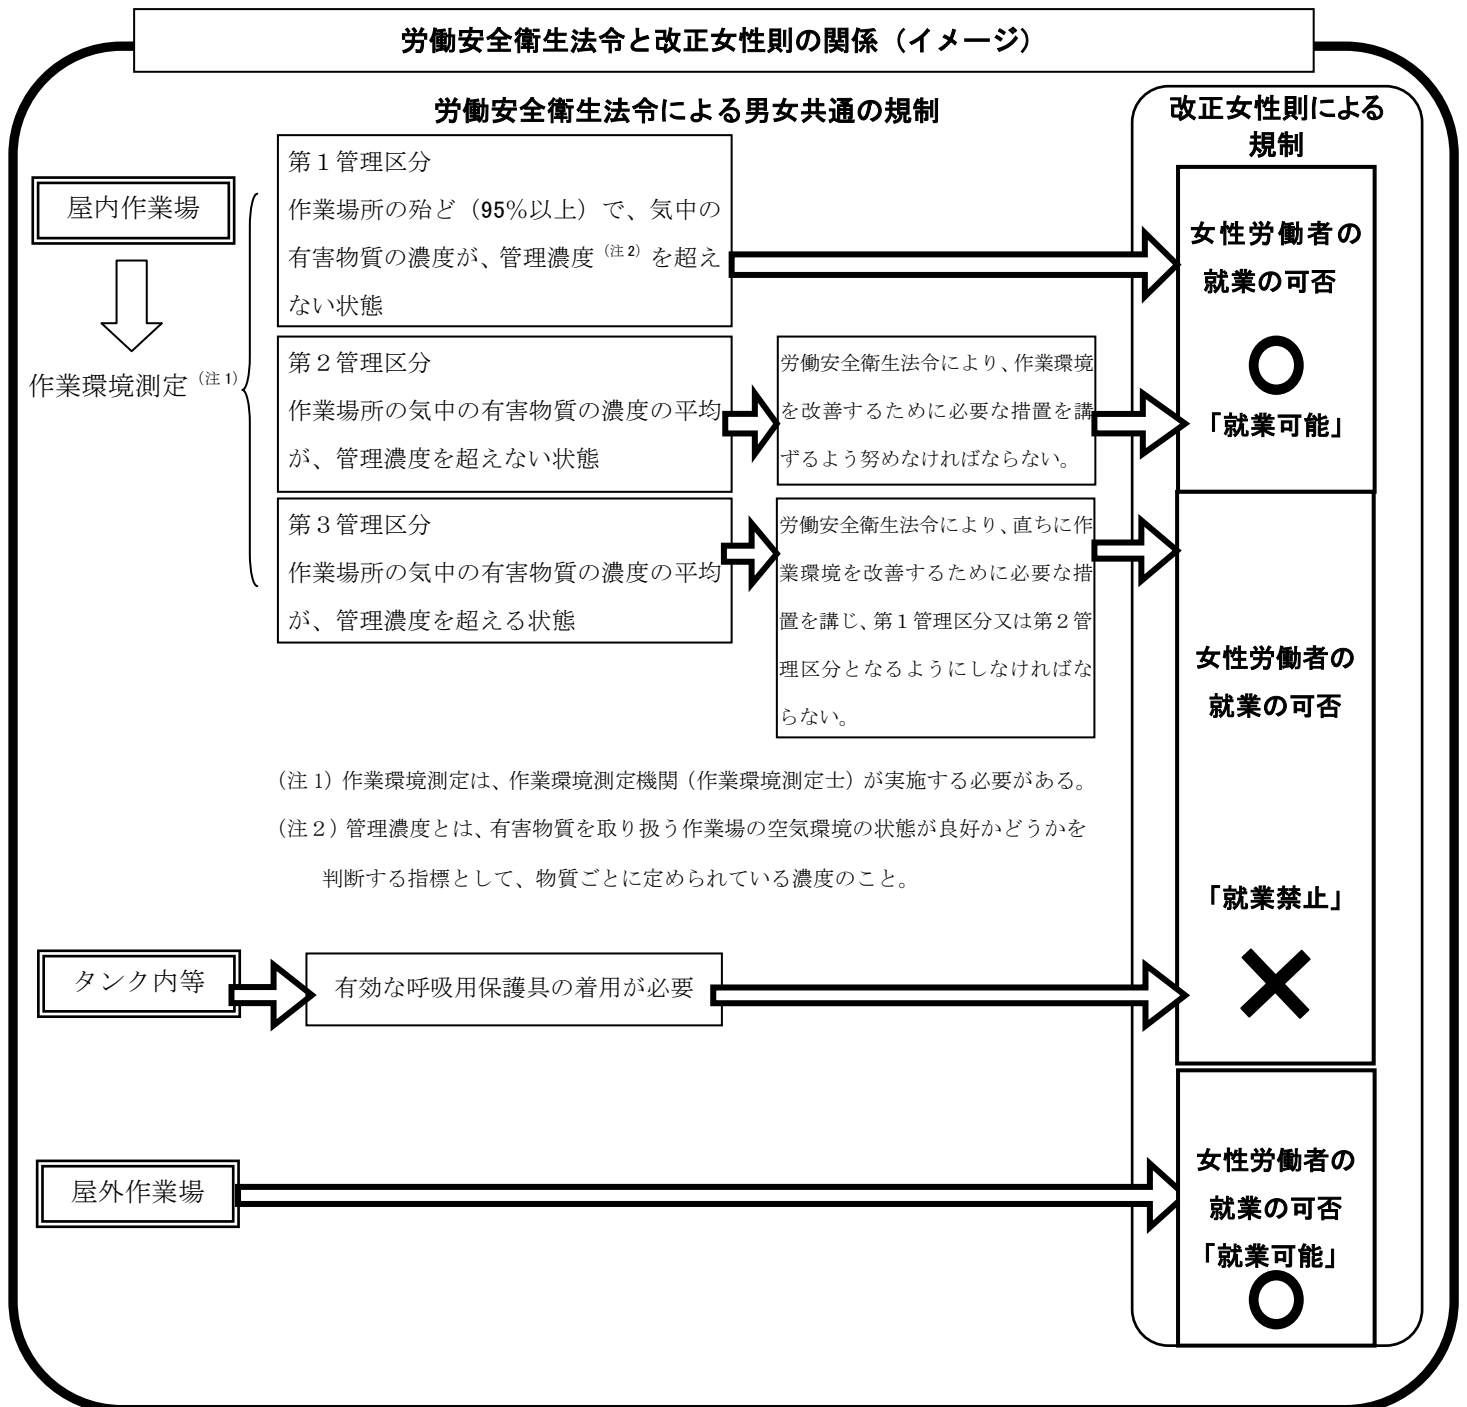 労働安全衛生法令と改正女性則の関係（イメージ）
労働安全衛生法令による男女共通の規制
改正女性則による
規制
屋内作業場
作業環境測定（注1）
第１管理区分
作業場所の殆ど（95％以上）で、気中の
有害物質の濃度が、管理濃度（注2）を超え
ない状態
女性労働者の
就業の可否
「就業可能」
第２管理区分
作業場所の気中の有害物質の濃度の平均
が、管理濃度を超えない状態
労働安全衛生法令により、作業環境
を改善するために必要な措置を講
ずるよう努めなければならない。
第３管理区分
作業場所の気中の有害物質の濃度の平均
が、管理濃度を超える状態
労働安全衛生法令により、直ちに作
業環境を改善するために必要な措
置を講じ、第１管理区分又は第２管
理区分となるようにしなければな
らない。
女性労働者の
就業の可否
「就業禁止」
（注1）作業環境測定は、作業環境測定機関（作業環境測定士）が実施する必要がある。
（注２）管理濃度とは、有害物質を取り扱う作業場の空気環境の状態が良好かどうかを
判断する指標として、物質ごとに定められている濃度のこと。
タンク内等
有効な呼吸用保護具の着用が必要
屋外作業場
女性労働者の
就業の可否
「就業可能」